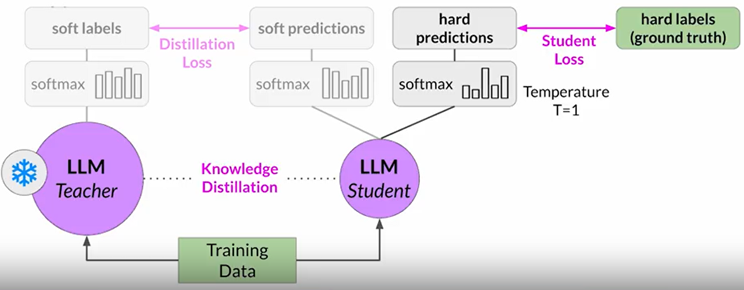 soft labels
Distillation
Loss
soft predictions
hard
predictions
Student
Loss
hard labels
(ground truth)
softmax
softmax
softmax
Temperature
T=1
LLM
Teacher
Knowledge
Distillation
LLM
Student
Training
Data